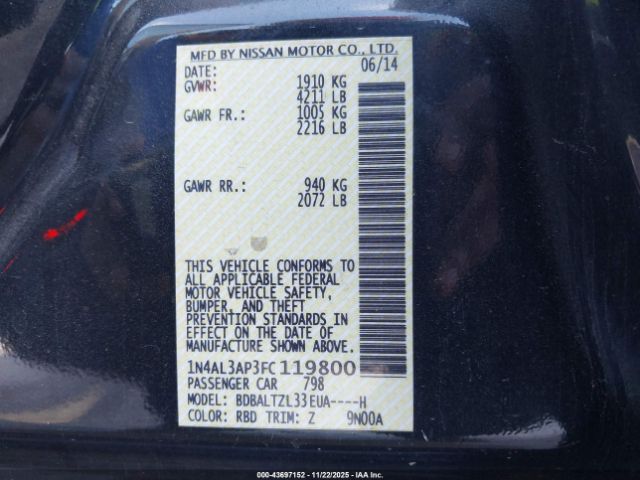 MFD BY NISSAN MOTOR CO., LTD.
DATE: 06/14
GVWR: 1910 KG
4211 LB
GAWR FR.: 1005 KG
2216 LB
GAWR RR.: 940 KG
2072 LB
THIS VEHICLE CONFORMS TO
ALL APPLICABLE FEDERAL
MOTOR VEHICLE SAFETY,
BUMPER, AND THEFT
PREVENTION STANDARDS IN
EFFECT ON THE DATE OF
MANUFACTURE SHOWN ABOVE.
1N4AL3AP3FC119800
PASSENGER CAR 798
MODEL: BDBALTZL33EUA----H
COLOR: RBD TRIM: Z 9N00A
000-43697152 - 11/22/2025 - IAAI Inc.